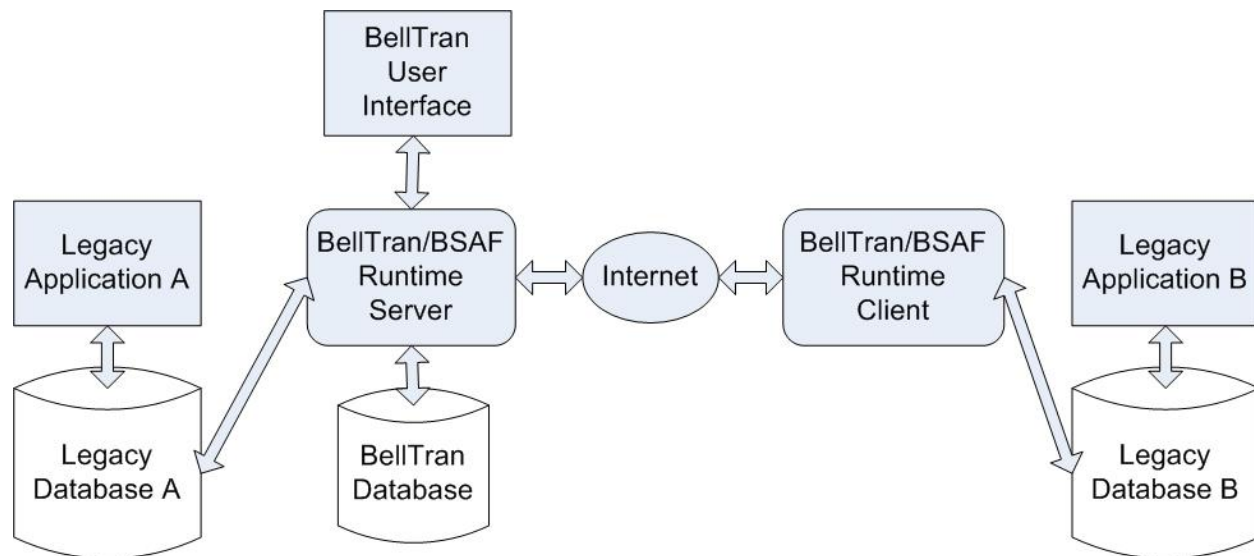 BellTran
User
Interface
Legacy
Application A
BellTran/BSAF
Runtime
Server
Internet
BellTran/BSAF
Runtime
Client
Legacy
Application B
Legacy
Database A
BellTran
Database
Legacy
Database B